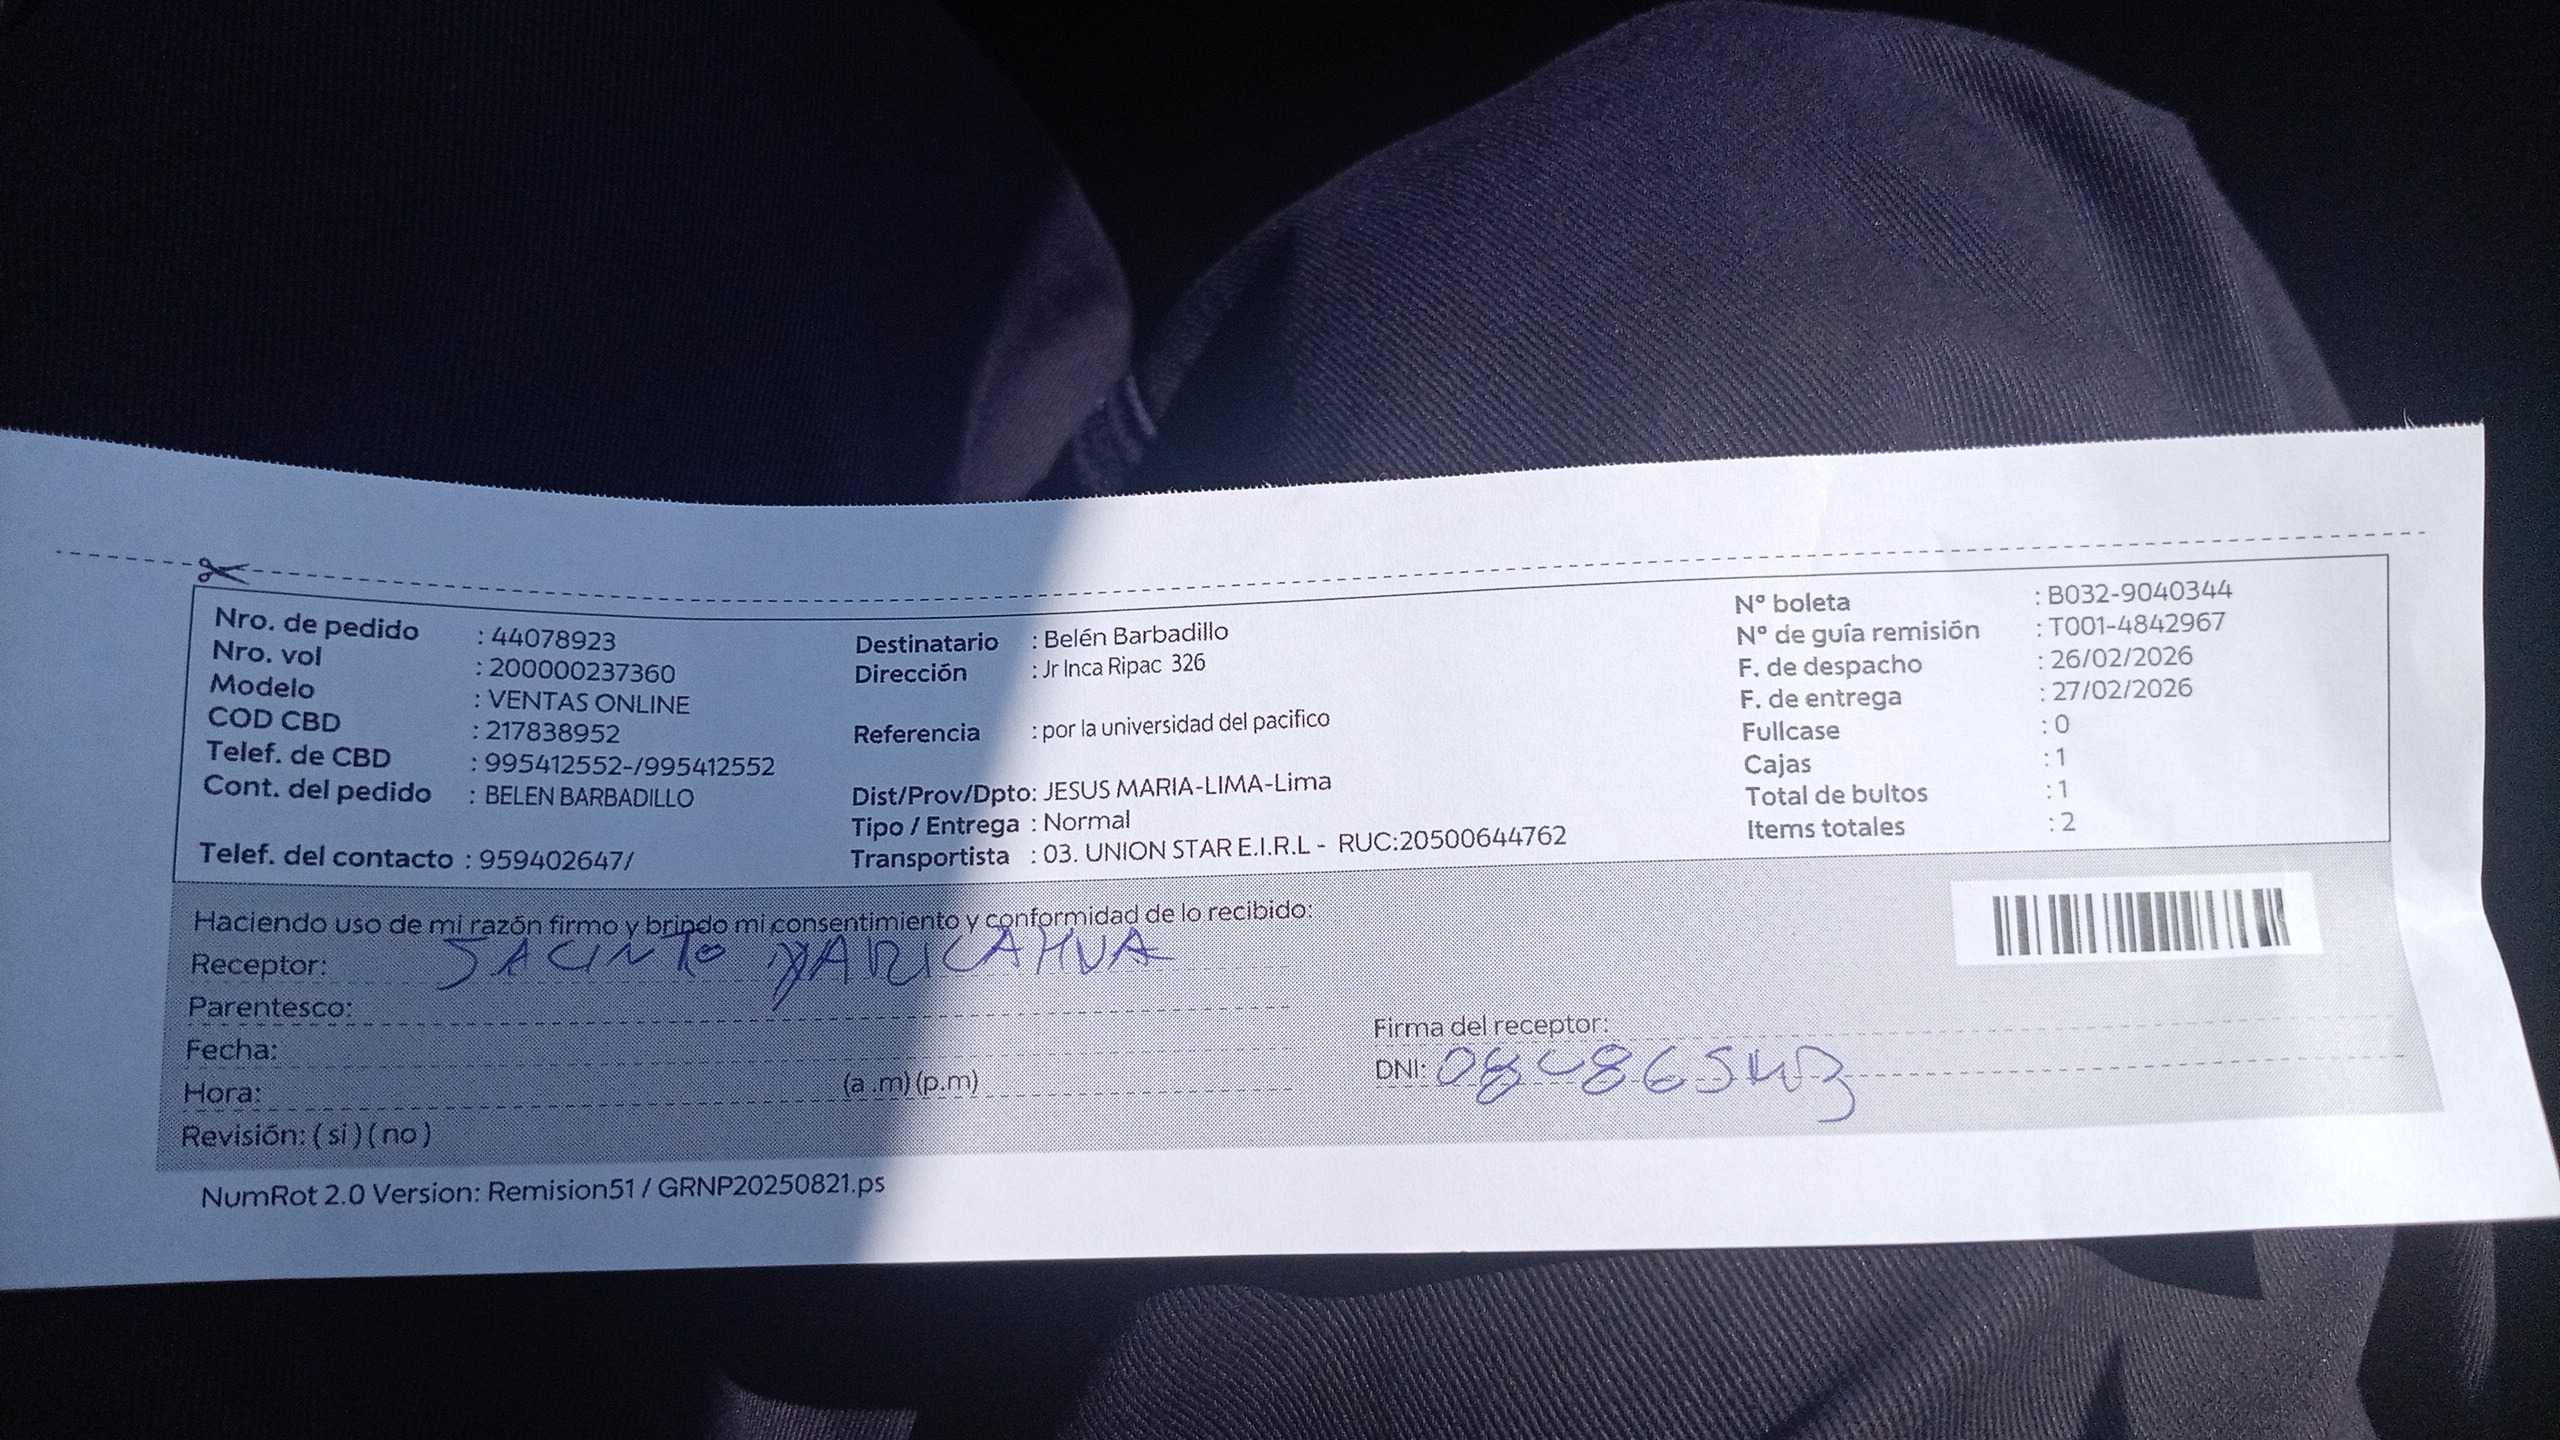 Nro. de pedido : 44078923
Nro. vol : 200000237360
Modelo : VENTAS ONLINE
COD CBD : 217838952
Telef. de CBD : 995412552-/995412552
Cont. del pedido : BELEN BARBADILLO
Telef. del contacto : 959402647/
Destinatario : Belén Barbadillo
Dirección : Jr Inca Ripac 326
Referencia : por la universidad del pacifico
Dist/Prov/Dpto: JESUS MARIA-LIMA-Lima
Tipo / Entrega : Normal
Transportista : 03. UNION STAR E.I.R.L - RUC:20500644762
Nº boleta : B032-9040344
Nº de guía remisión : T001-4842967
F. de despacho : 26/02/2026
F. de entrega : 27/02/2026
Fullcase : 0
Cajas : 1
Total de bultos : 1
Items totales : 2
Haciendo uso de mi razón firmo y brindo mi consentimiento y conformidad de lo recibido:
Receptor: JACINTO YARICAHUA
Parentesco:
Fecha:
Hora: (a .m) (p.m)
Revisión: ( si ) ( no )
Firma del receptor:
DNI:
NumRot 2.0 Version: Remision51 / GRNP20250821.ps